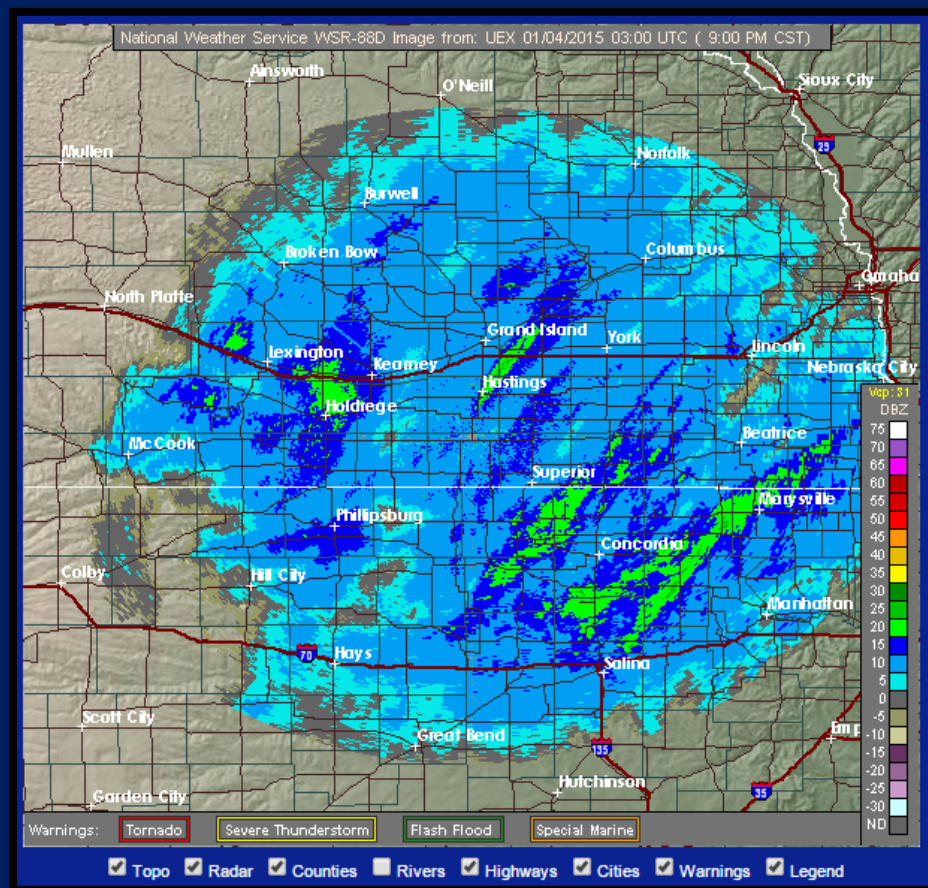 National Weather Service WSR-88D Image from: UEX 01/04/2015 03:00 UTC ( 9:00 PM CST)
Ainsworth
O'Neill
Sioux City
29
Mullen
Norfolk
Burwell
Broken Bow
Columbus
Omaha
North Platte
Grand Island
York
Lincoln
Lexington
Kearney
Nebraska City
Hastings
Holdrege
Vcp: 31
DBZ
McCook
Beatrice
Superior
Marysville
Phillipsburg
Concordia
Colby
Hill City
Manhattan
70
Hays
Salina
Scott City
Great Bend
Emp
135
Hutchinson
35
Garden City
75
70
65
60
55
50
45
40
35
30
25
20
15
10
5
0
-5
-10
-15
-20
-25
-30
ND
Warnings: Tornado Severe Thunderstorm Flash Flood Special Marine
Topo Radar Counties Rivers Highways Cities Warnings Legend